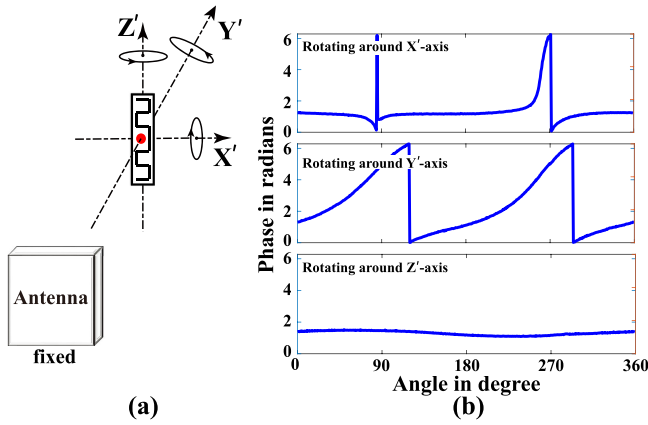 Z′
Y′
X′
Antenna
fixed
(a)
Phase in radians
Rotating around X′-axis
6
4
2
0
Rotating around Y′-axis
6
4
2
0
Rotating around Z′-axis
6
4
2
0
0 90 180 270 360
Angle in degree
(b)